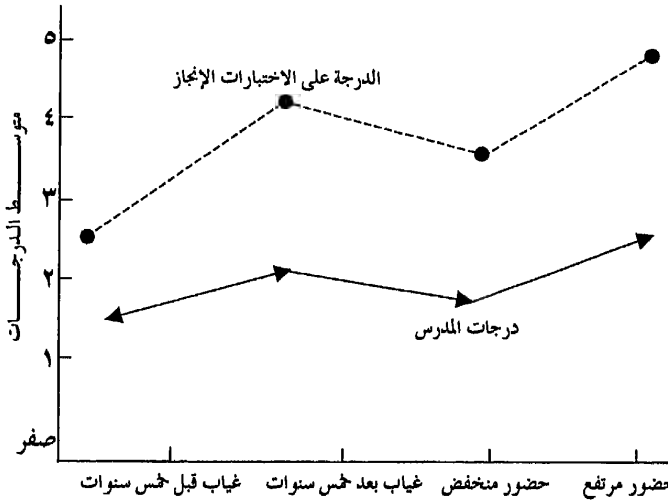 ٥
الدرجة على الاختبارات الإنجاز
٤
٣
٢
١
صفر
متوسط الدرجات
درجات المدرس
غياب قبل خمس سنوات
غياب بعد خمس سنوات
حضور منخفض
حضور مرتفع